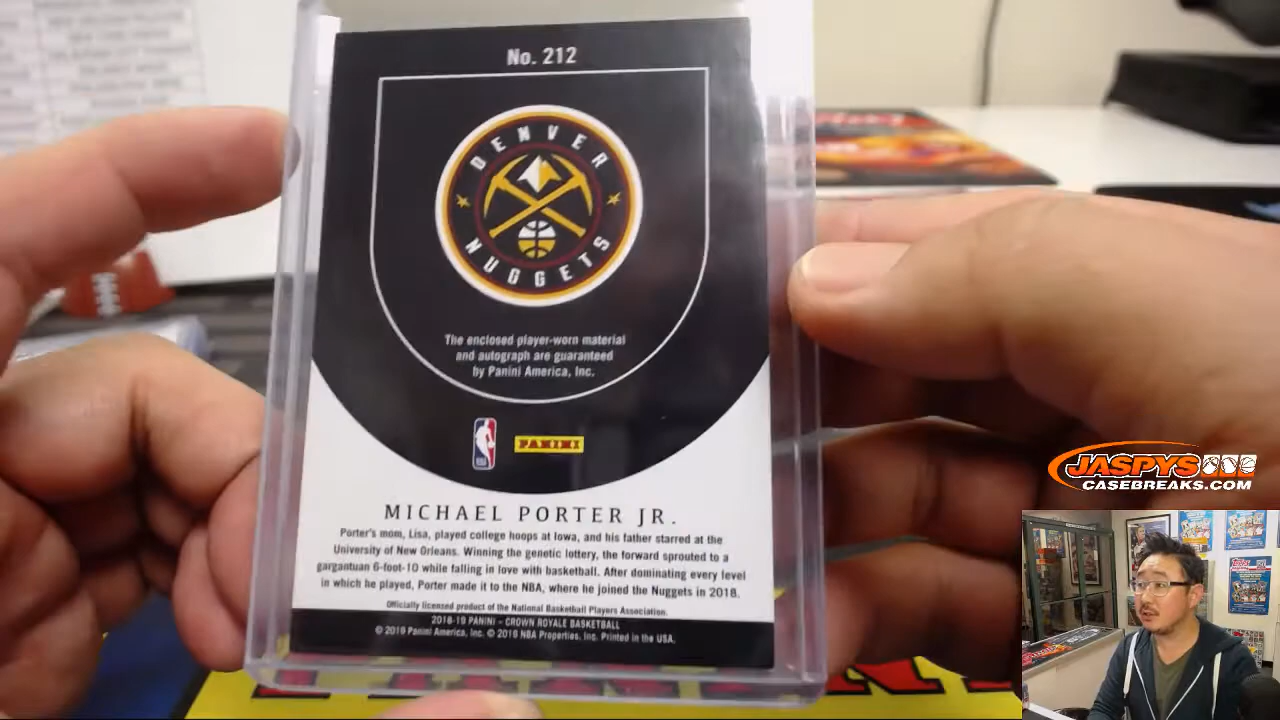 No. 212
DENVER
NUGGETS
The enclosed player-worn material
and autograph are guaranteed
by Panini America, Inc.
PANINI
MICHAEL PORTER JR.
Porter's mom, Lisa, played college hoops at Iowa, and his father starred at the
University of New Orleans. Winning the genetic lottery, the forward sprouted to a
gargantuan 6-foot-10 while falling in love with basketball. After dominating every level
in which he played, Porter made it to the NBA, where he joined the Nuggets in 2018.
Officially licensed product of the National Basketball Players Association.
2018-19 PANINI - CROWN ROYALE BASKETBALL
© 2019 Panini America, Inc. © 2019 NBA Properties, Inc. Printed in the USA.
JASPYS
CASEBREAKS.COM